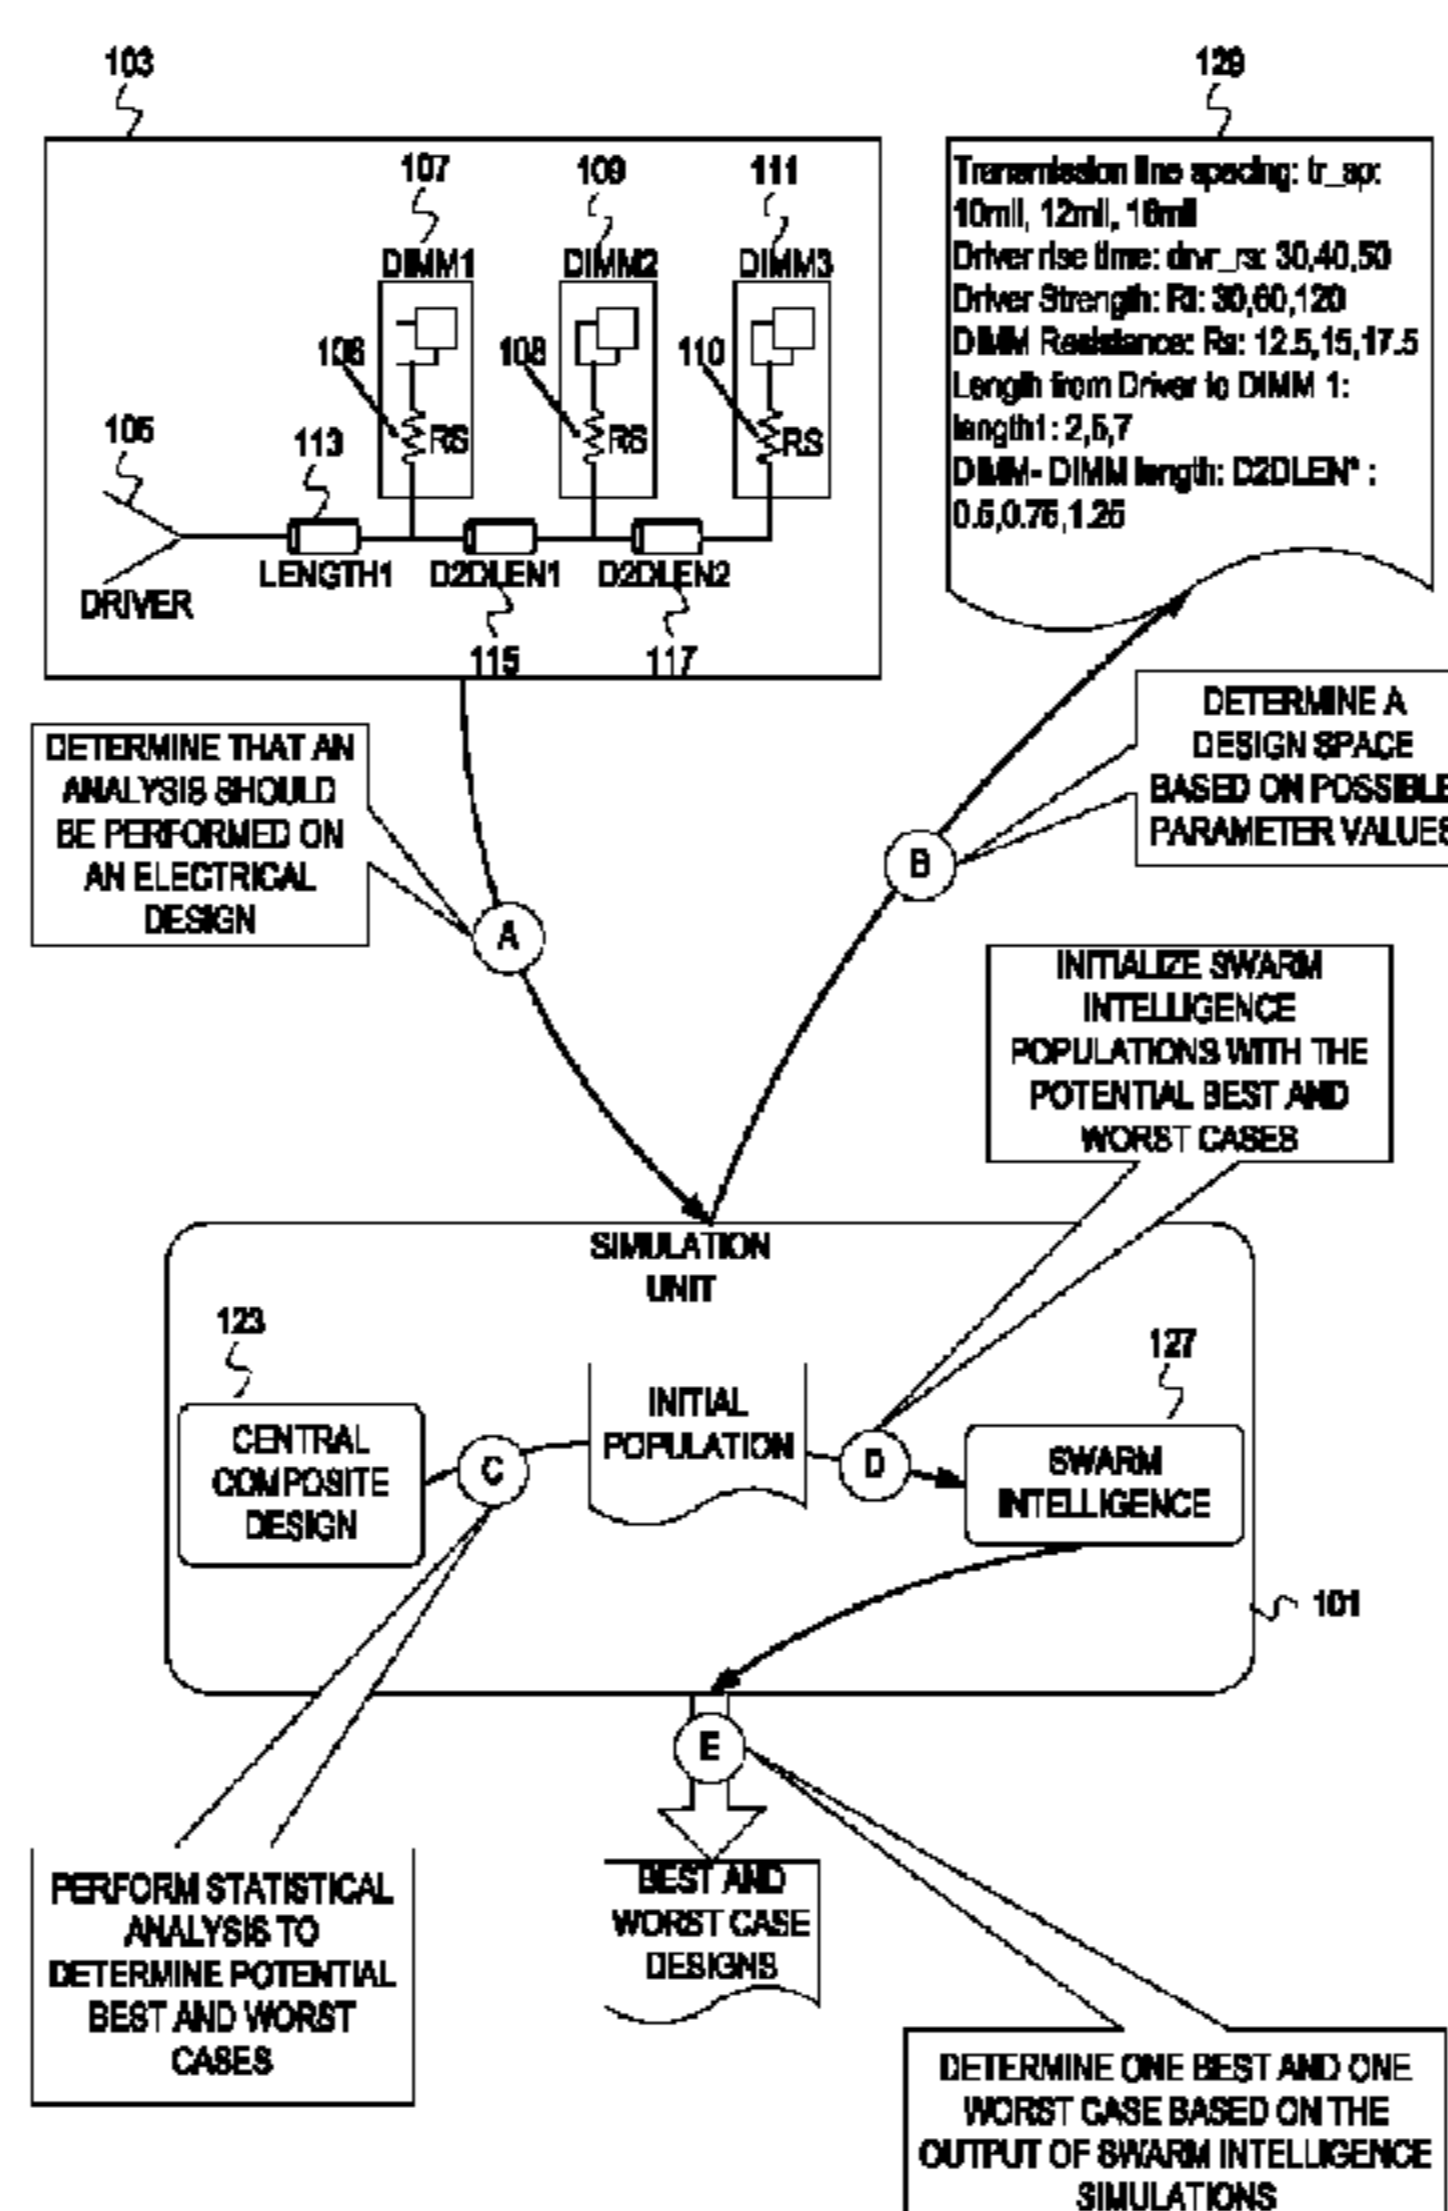 103
107
109
111
DIMM1
DIMM2
DIMM3
106
108
110
RS
RS
RS
105
113
LENGTH1
D2DLEN1
D2DLEN2
DRIVER
115
117
129
Transmission line spacing: tr_sp:
10mil, 12mil, 16mil
Driver rise time: drvr_rs: 30,40,50
Driver Strength: RI: 30,60,120
DIMM Resistance: Rs: 12.5,15,17.5
Length from Driver to DIMM 1:
length1: 2,5,7
DIMM- DIMM length: D2DLEN* :
0.5,0.75,1.25
DETERMINE THAT AN
ANALYSIS SHOULD
BE PERFORMED ON
AN ELECTRICAL
DESIGN
A
B
DETERMINE A
DESIGN SPACE
BASED ON POSSIBLE
PARAMETER VALUES
INITIALIZE SWARM
INTELLIGENCE
POPULATIONS WITH THE
POTENTIAL BEST AND
WORST CASES
SIMULATION
UNIT
123
CENTRAL
COMPOSITE
DESIGN
C
INITIAL
POPULATION
D
127
SWARM
INTELLIGENCE
101
E
BEST AND
WORST CASE
DESIGNS
PERFORM STATISTICAL
ANALYSIS TO
DETERMINE POTENTIAL
BEST AND WORST
CASES
DETERMINE ONE BEST AND ONE
WORST CASE BASED ON THE
OUTPUT OF SWARM INTELLIGENCE
SIMULATIONS